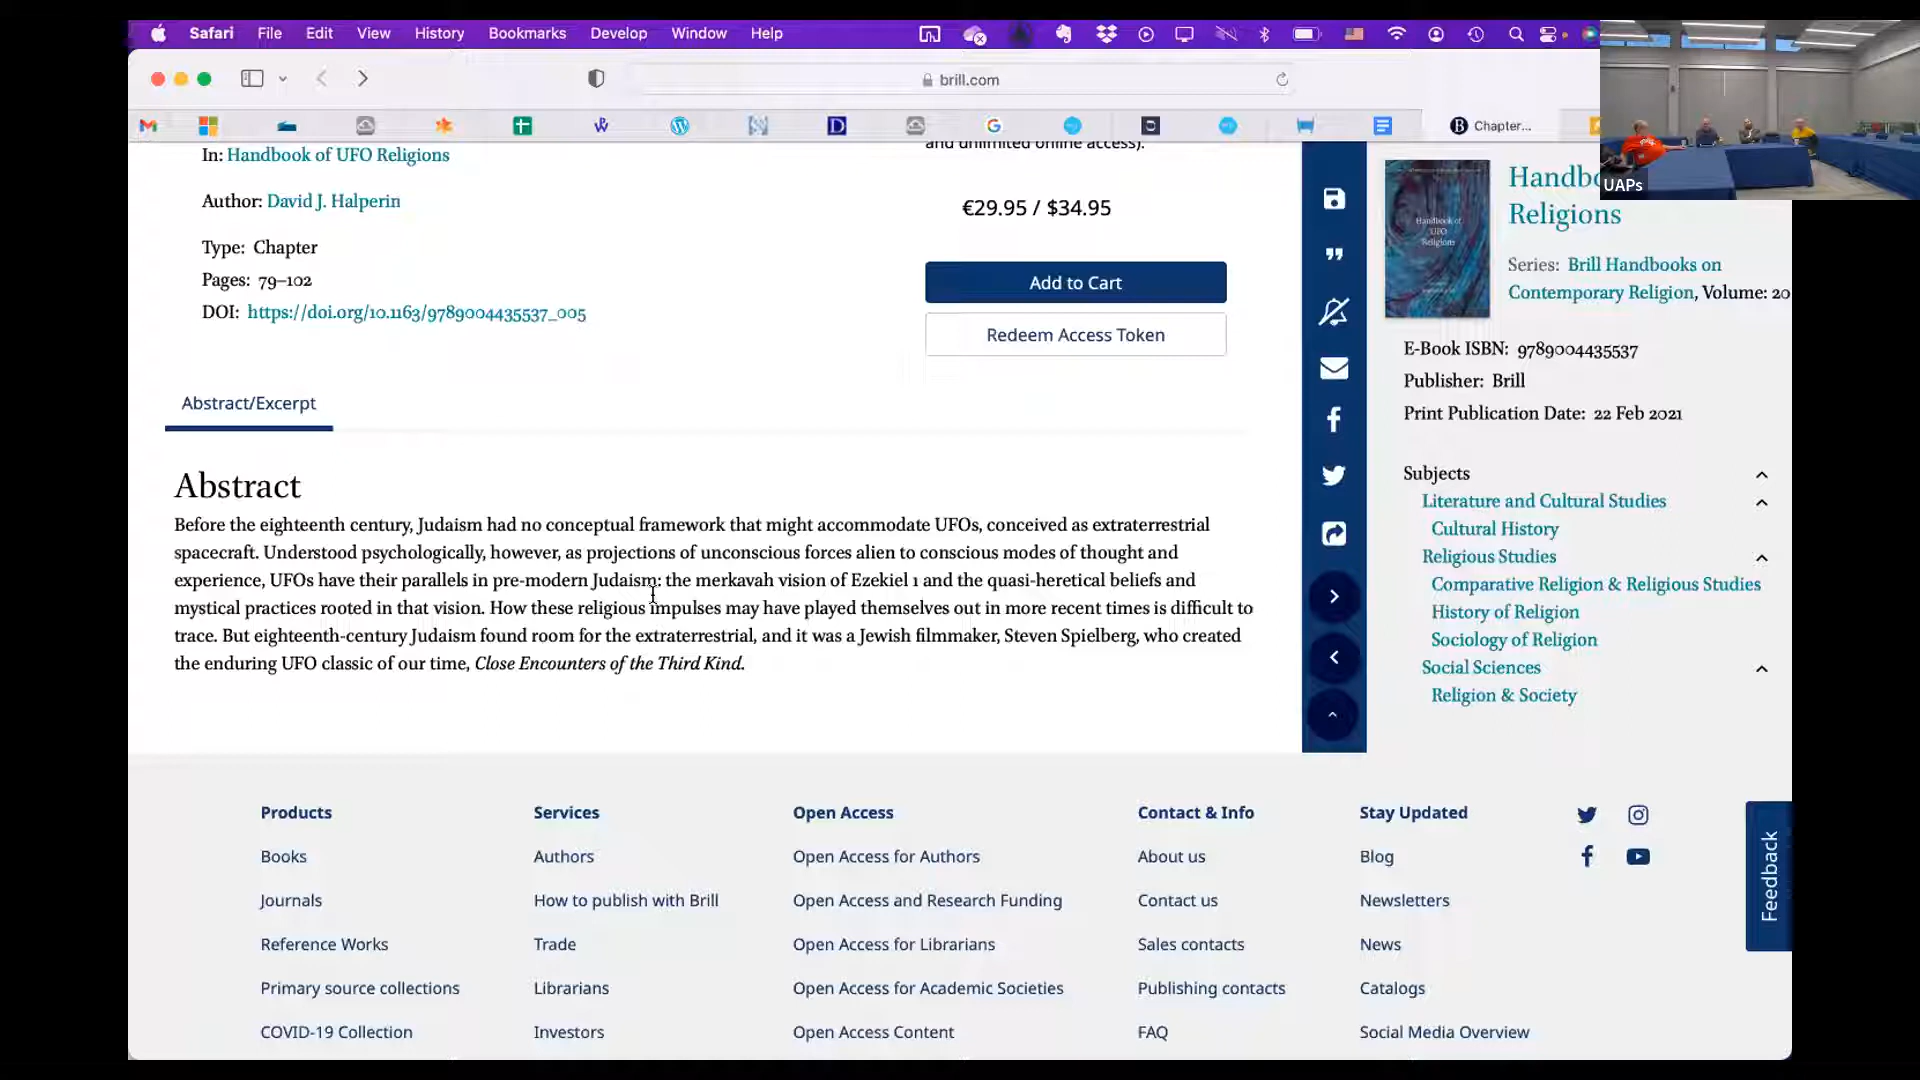 Safari File Edit View History Bookmarks Develop Window Help
brill.com
Chapter...
UAPs
In: Handbook of UFO Religions
Author: David J. Halperin
Type: Chapter
Pages: 79–102
DOI: https://doi.org/10.1163/9789004435537_005
and unlimited online access).
€29.95 / $34.95
Add to Cart
Redeem Access Token
Abstract/Excerpt
Abstract
Before the eighteenth century, Judaism had no conceptual framework that might accommodate UFOs, conceived as extraterrestrial
spacecraft. Understood psychologically, however, as projections of unconscious forces alien to conscious modes of thought and
experience, UFOs have their parallels in pre-modern Judaism: the merkavah vision of Ezekiel 1 and the quasi-heretical beliefs and
mystical practices rooted in that vision. How these religious impulses may have played themselves out in more recent times is difficult to
trace. But eighteenth-century Judaism found room for the extraterrestrial, and it was a Jewish filmmaker, Steven Spielberg, who created
the enduring UFO classic of our time, Close Encounters of the Third Kind.
Handbook of
UFO
Religions
Religions
Series: Brill Handbooks on
Contemporary Religion, Volume: 20
E-Book ISBN: 9789004435537
Publisher: Brill
Print Publication Date: 22 Feb 2021
Subjects
Literature and Cultural Studies
Cultural History
Religious Studies
Comparative Religion & Religious Studies
History of Religion
Sociology of Religion
Social Sciences
Religion & Society
Products
Books
Journals
Reference Works
Primary source collections
COVID-19 Collection
Services
Authors
How to publish with Brill
Trade
Librarians
Investors
Open Access
Open Access for Authors
Open Access and Research Funding
Open Access for Librarians
Open Access for Academic Societies
Open Access Content
Contact & Info
About us
Contact us
Sales contacts
Publishing contacts
FAQ
Stay Updated
Blog
Newsletters
News
Catalogs
Social Media Overview
Feedback